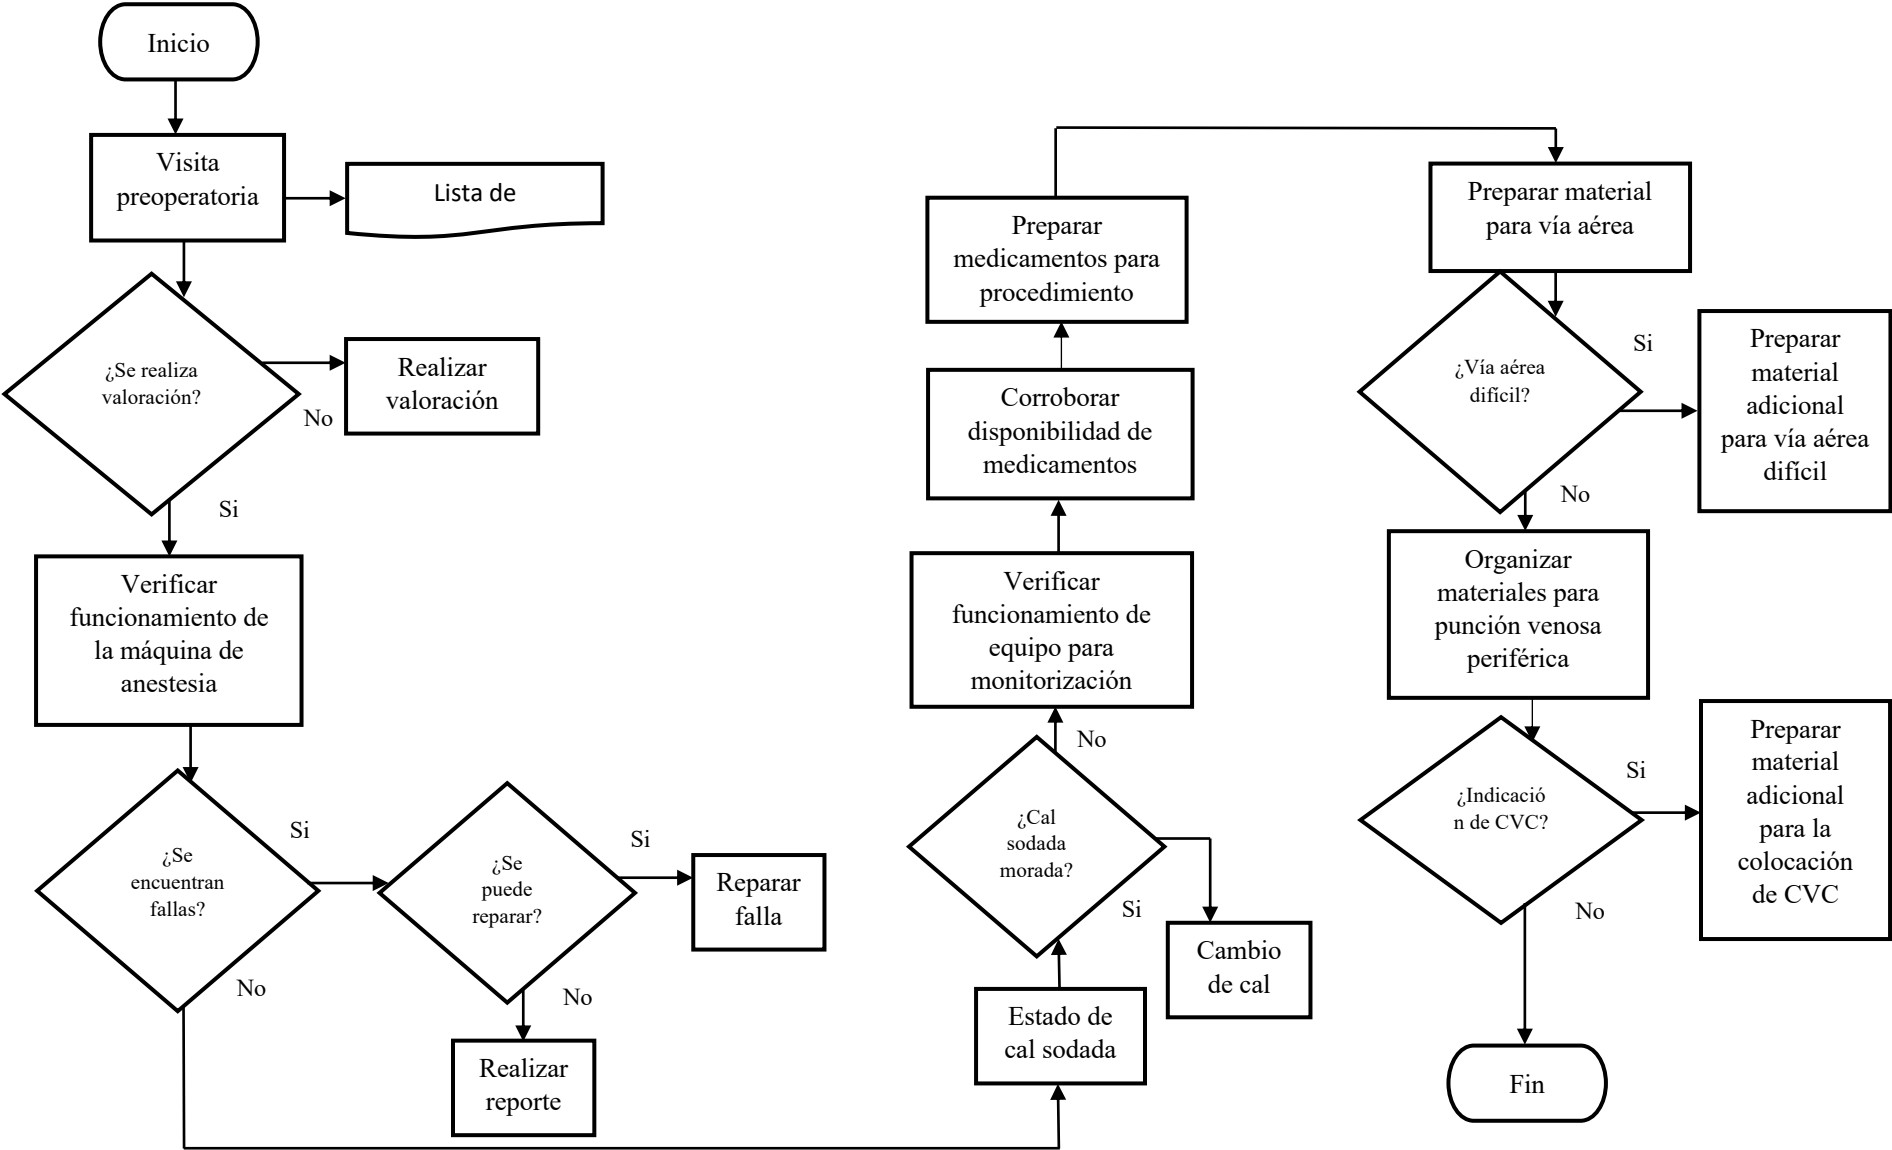 Inicio
Visita
preoperatoria
Lista de
¿Se realiza
valoración?
Realizar
valoración
No
Si
Verificar
funcionamiento de
la máquina de
anestesia
¿Se
encuentran
fallas?
Si
No
¿Se
puede
reparar?
Si
Reparar
falla
No
Realizar
reporte
Estado de
cal sodada
¿Cal
sodada
morada?
Si
Cambio
de cal
No
Verificar
funcionamiento de
equipo para
monitorización
Corroborar
disponibilidad de
medicamentos
Preparar
medicamentos para
procedimiento
Preparar material
para vía aérea
¿Vía aérea
difícil?
Si
Preparar
material
adicional
para vía aérea
difícil
No
Organizar
materiales para
punción venosa
periférica
¿Indicació
n de CVC?
Si
Preparar
material
adicional
para la
colocación
de CVC
No
Fin